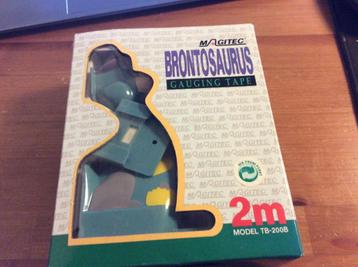 MAGITEC
BRONTOSAURUS
GAUGING TAPE
2m
MODEL TB-200B